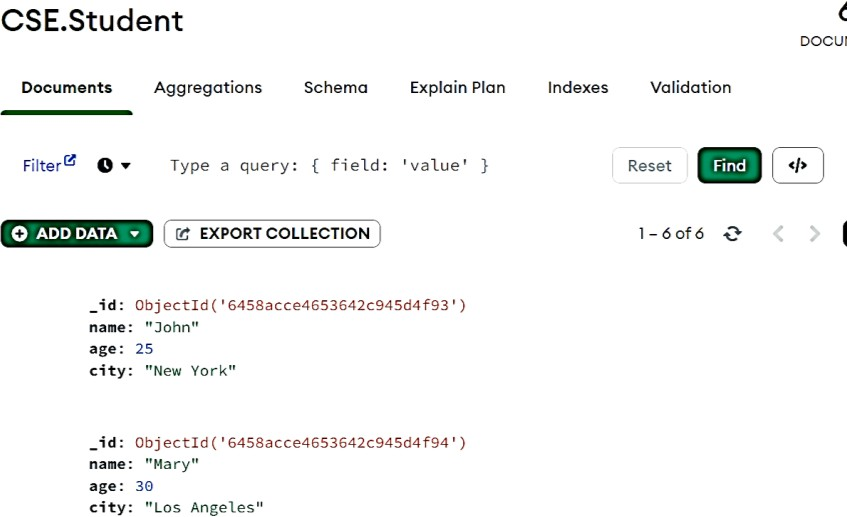 CSE.Student
DOCU
Documents Aggregations Schema Explain Plan Indexes Validation
Filter Type a query: { field: 'value' } Reset Find </>
ADD DATA EXPORT COLLECTION 1 – 6 of 6
_id: ObjectId('6458acce4653642c945d4f93')
name: "John"
age: 25
city: "New York"
_id: ObjectId('6458acce4653642c945d4f94')
name: "Mary"
age: 30
city: "Los Angeles"